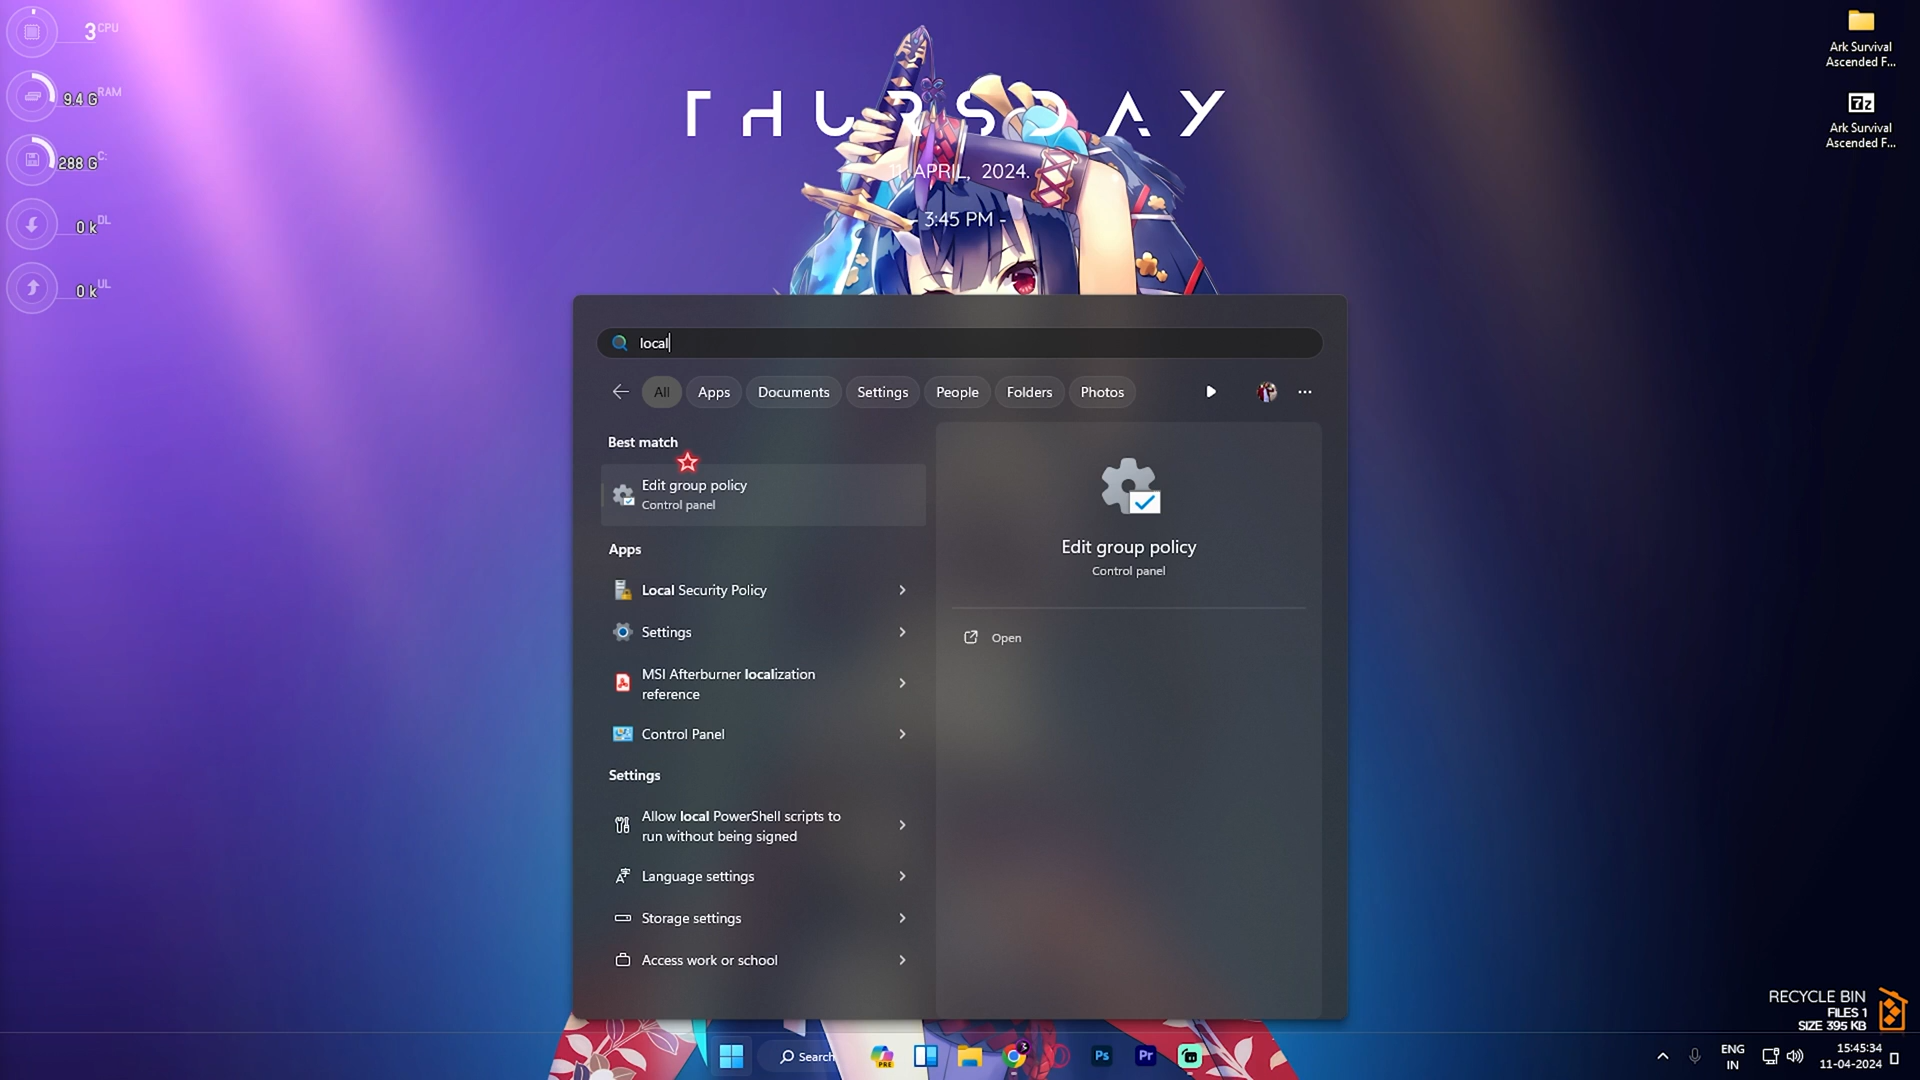 3 CPU
9.4 G RAM
288 G C:
0 k DL
0 k UL
THURSDAY
11 APRIL, 2024.
- 3:45 PM -
Ark Survival
Ascended F...
7z
Ark Survival
Ascended F...
local
All
Apps
Documents
Settings
People
Folders
Photos
Best match
Edit group policy
Control panel
Apps
Local Security Policy
Settings
MSI Afterburner localization
reference
Control Panel
Settings
Allow local PowerShell scripts to
run without being signed
Language settings
Storage settings
Access work or school
Edit group policy
Control panel
Open
RECYCLE BIN
FILES 1
SIZE 395 KB
Search
PRE
3
Ps
Pr
ENG
IN
15:45:34
11-04-2024